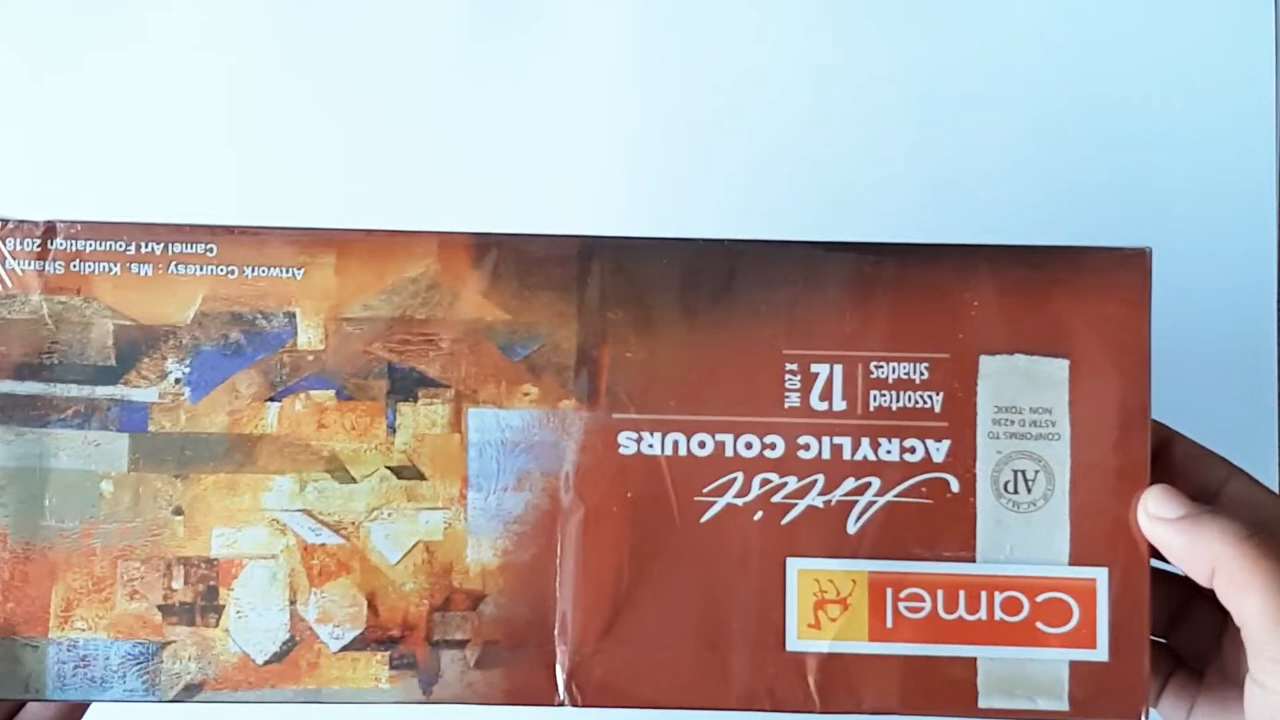 Camel
AP
CONFORMS TO
ASTM D 4236
NON-TOXIC
Artist
ACRYLIC COLOURS
Assorted
shades
12
x 20 ML
Artwork Courtesy : Ms. Kuldip Sharma
Camel Art Foundation 2018